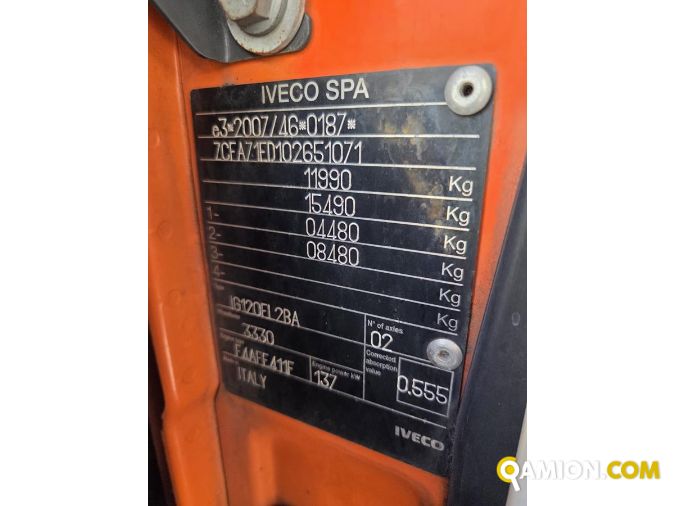 IVECO SPA
e3*2007/46*0187*
ZCFA71ED102651071
11990 Kg
1- 15490 Kg
2- 04480 Kg
3- 08480 Kg
4- Kg
Kg
Type IG120EL2BA
3330
N° of axles 02
F4AFE411F
Engine power kW 137
Corrected absorption value 0.555
ITALY
IVECO
QAMION.COM